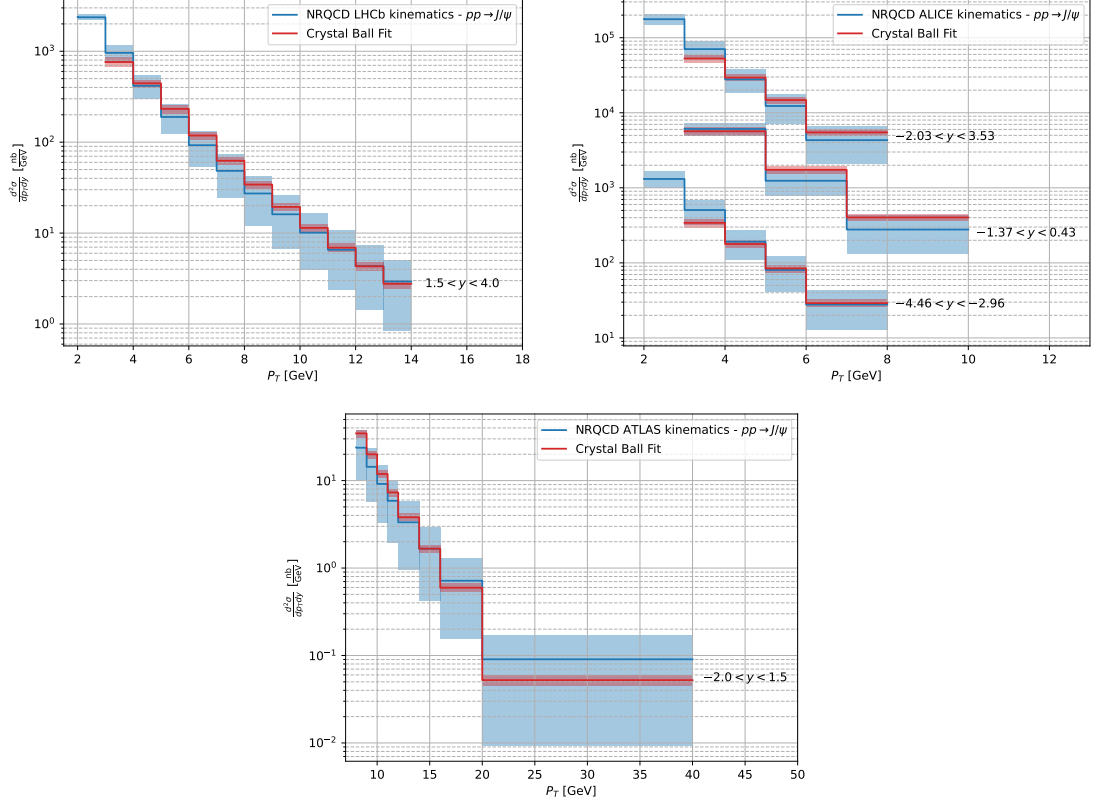 NRQCD LHCb kinematics - pp → J/ψ
Crystal Ball Fit
10³
10²
10¹
10⁰
d²σ/dp_T dy [nb/GeV]
1.5 < y < 4.0
2 4 6 8 10 12 14 16 18
P_T [GeV]
NRQCD ALICE kinematics - pp → J/ψ
Crystal Ball Fit
10⁵
10⁴
10³
10²
10¹
d²σ/dp_T dy [nb/GeV]
−2.03 < y < 3.53
−1.37 < y < 0.43
−4.46 < y < −2.96
2 4 6 8 10 12
P_T [GeV]
NRQCD ATLAS kinematics - pp → J/ψ
Crystal Ball Fit
10¹
10⁰
10⁻¹
10⁻²
d²σ/dp_T dy [nb/GeV]
−2.0 < y < 1.5
10 15 20 25 30 35 40 45 50
P_T [GeV]